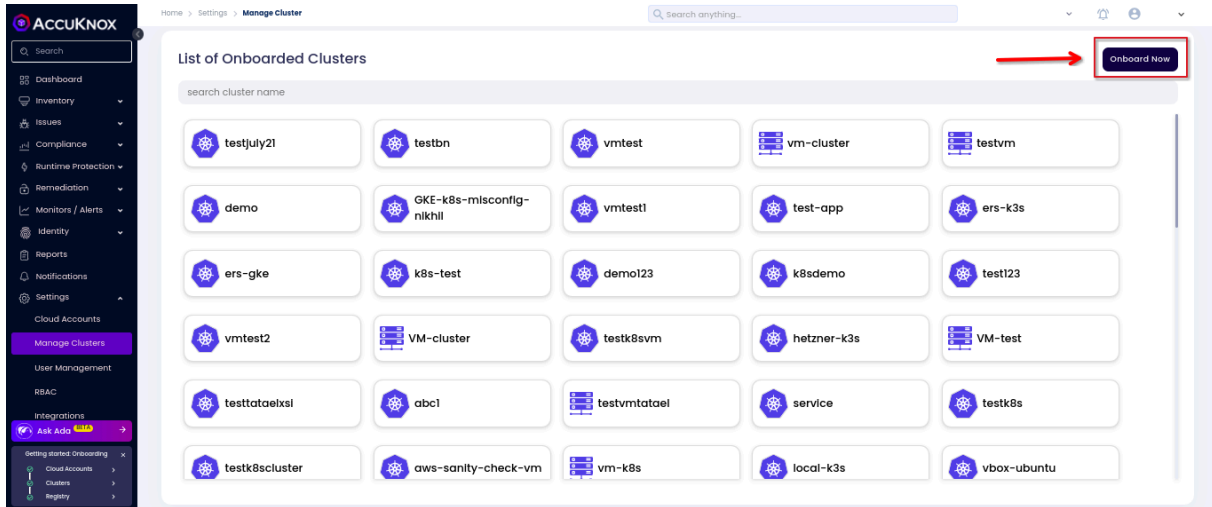 ACCUKNOX
Search
Dashboard
Inventory
Issues
Compliance
Runtime Protection
Remediation
Monitors / Alerts
Identity
Reports
Notifications
Settings
Cloud Accounts
Manage Clusters
User Management
RBAC
Integrations
Ask Ada BETA
Getting started: Onboarding x
Cloud Accounts >
Clusters >
Registry >
Home > Settings > Manage Cluster
Search anything...
List of Onboarded Clusters
Onboard Now
search cluster name
testjuly21 testbn vmtest vm-cluster testvm
demo GKE-k8s-misconfig-nikhil vmtest1 test-app ers-k3s
ers-gke k8s-test demo123 k8sdemo test123
vmtest2 VM-cluster testk8svm hetzner-k3s VM-test
testtataelxsi abc1 testvmtatael service testk8s
testk8scluster aws-sanity-check-vm vm-k8s local-k3s vbox-ubuntu